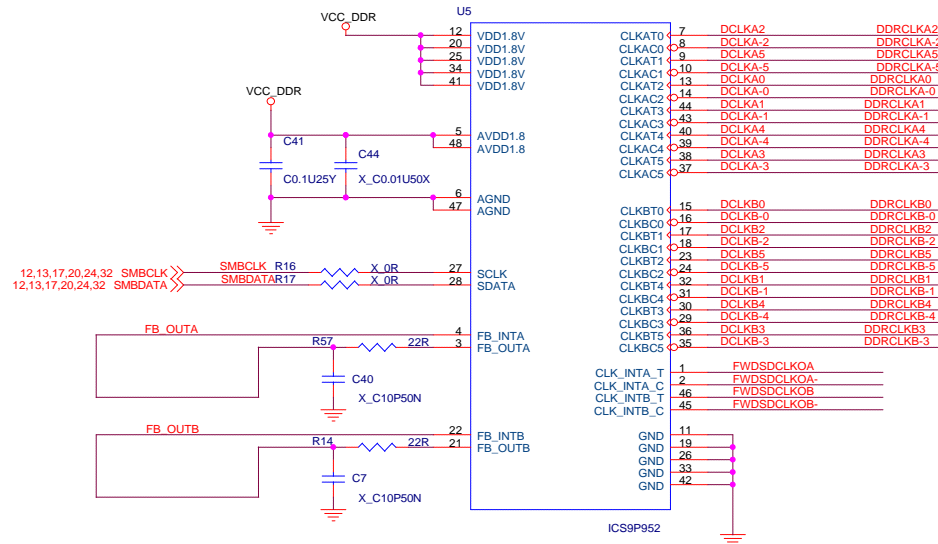 U5
VCC_DDR
12 VDD1.8V CLKAT0 7 DCLKA2 DDRCLKA2
20 VDD1.8V CLKAC0 8 DCLKA-2 DDRCLKA-2
25 VDD1.8V CLKAT1 9 DCLKA5 DDRCLKA5
34 VDD1.8V CLKAC1 10 DCLKA-5 DDRCLKA-5
41 VDD1.8V CLKAT2 13 DCLKA0 DDRCLKA0
CLKAC2 14 DCLKA-0 DDRCLKA-0
VCC_DDR
CLKAT3 44 DCLKA1 DDRCLKA1
CLKAC3 43 DCLKA-1 DDRCLKA-1
5 AVDD1.8 CLKAT4 40 DCLKA4 DDRCLKA4
48 AVDD1.8 CLKAC4 39 DCLKA-4 DDRCLKA-4
C41
C44
CLKAT5 38 DCLKA3 DDRCLKA3
CLKAC5 37 DCLKA-3 DDRCLKA-3
C0.1U25Y
X_C0.01U50X
6 AGND
47 AGND
CLKBT0 15 DCLKB0 DDRCLKB0
CLKBC0 16 DCLKB-0 DDRCLKB-0
CLKBT1 17 DCLKB2 DDRCLKB2
CLKBC1 18 DCLKB-2 DDRCLKB-2
CLKBT2 23 DCLKB5 DDRCLKB5
12,13,17,20,24,32 SMBCLK SMBCLK R16 X_0R 27 SCLK CLKBC2 24 DCLKB-5 DDRCLKB-5
12,13,17,20,24,32 SMBDATA SMBDATA R17 X_0R 28 SDATA CLKBT4 32 DCLKB1 DDRCLKB1
CLKBC4 31 DCLKB-1 DDRCLKB-1
CLKBT3 30 DCLKB4 DDRCLKB4
CLKBC3 29 DCLKB-4 DDRCLKB-4
FB_OUTA 4 FB_INTA CLKBT5 36 DCLKB3 DDRCLKB3
R57 22R 3 FB_OUTA CLKBC5 35 DCLKB-3 DDRCLKB-3
C40
X_C10P50N
CLK_INTA_T 1 FWDSDCLKOA
CLK_INTA_C 2 FWDSDCLKOA-
CLK_INTB_T 46 FWDSDCLKOB
CLK_INTB_C 45 FWDSDCLKOB-
FB_OUTB 22 FB_INTB GND 11
R14 22R 21 FB_OUTB GND 19
GND 26
GND 33
GND 42
C7
X_C10P50N
ICS9P952